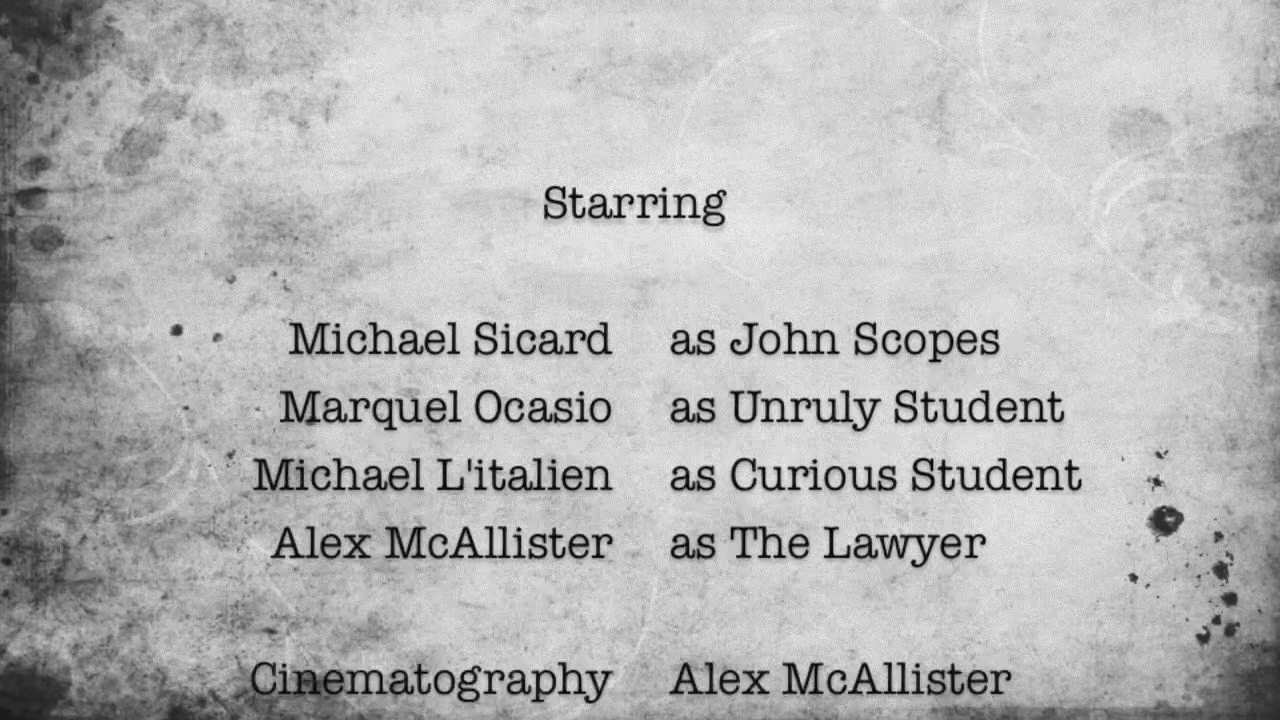 Starring
Michael Sicard as John Scopes
Marquel Ocasio as Unruly Student
Michael L'italien as Curious Student
Alex McAllister as The Lawyer
Cinematography Alex McAllister